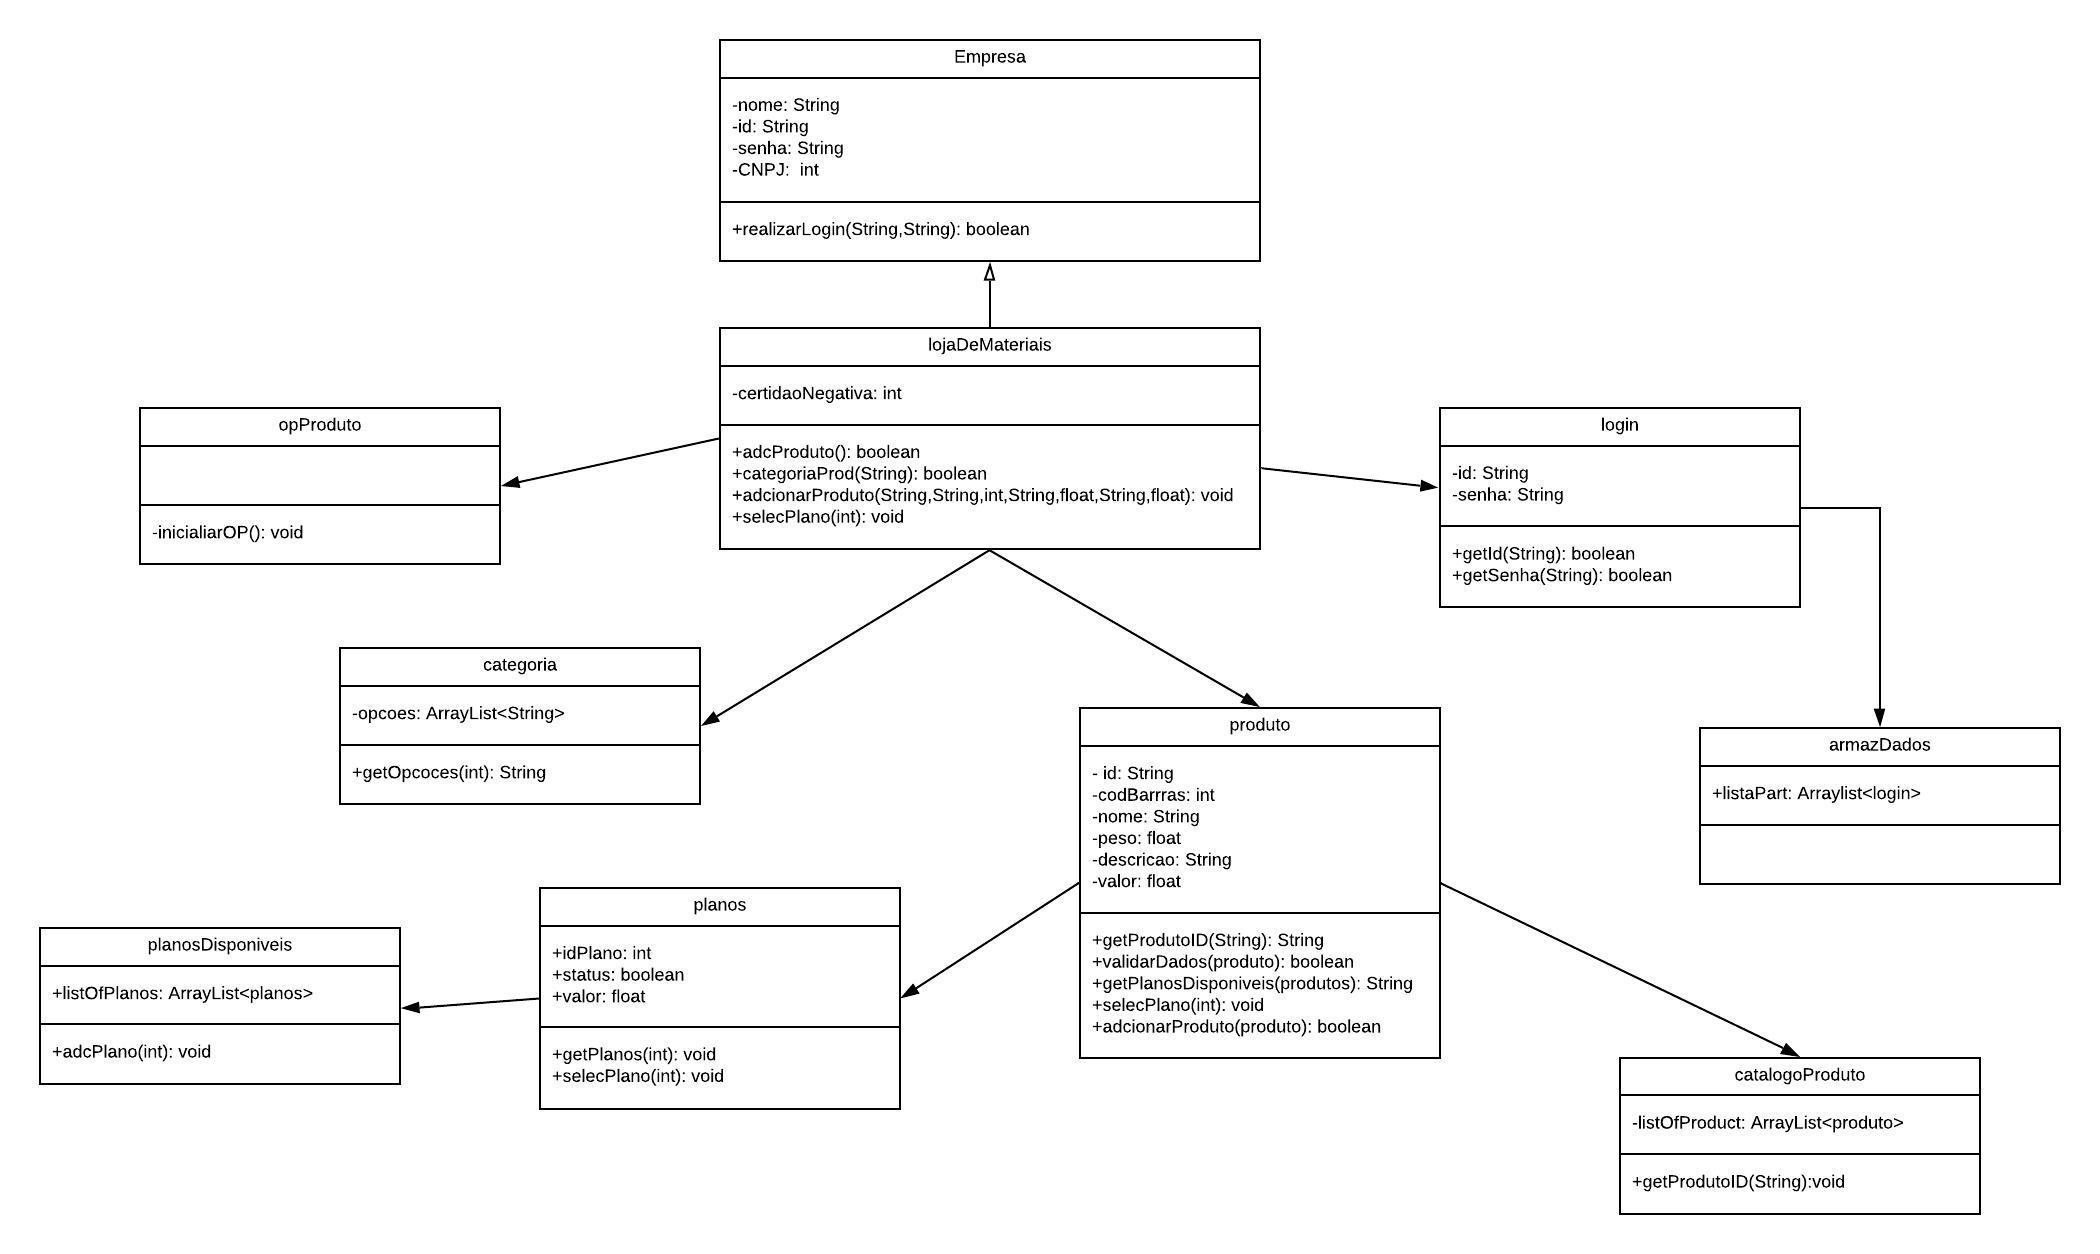 Empresa
-nome: String
-id: String
-senha: String
-CNPJ:  int
+realizarLogin(String,String): boolean
lojaDeMateriais
-certidaoNegativa: int
+adcProduto(): boolean
+categoriaProd(String): boolean
+adcionarProduto(String,String,int,String,float,String,float): void
+selecPlano(int): void
opProduto
-inicialiarOP(): void
login
-id: String
-senha: String
+getId(String): boolean
+getSenha(String): boolean
categoria
-opcoes: ArrayList<String>
+getOpcoces(int): String
produto
- id: String
-codBarrras: int
-nome: String
-peso: float
-descricao: String
-valor: float
+getProdutoID(String): String
+validarDados(produto): boolean
+getPlanosDisponiveis(produtos): String
+selecPlano(int): void
+adcionarProduto(produto): boolean
armazDados
+listaPart: Arraylist<login>
planos
+idPlano: int
+status: boolean
+valor: float
+getPlanos(int): void
+selecPlano(int): void
planosDisponiveis
+listOfPlanos: ArrayList<planos>
+adcPlano(int): void
catalogoProduto
-listOfProduct: ArrayList<produto>
+getProdutoID(String):void